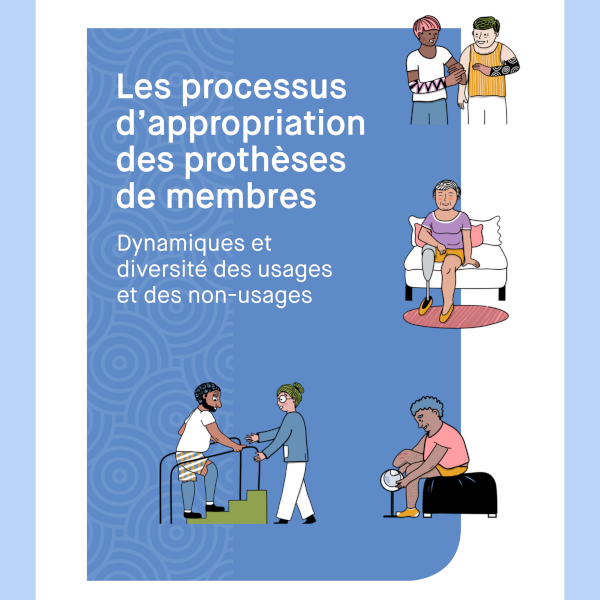 Les processus
d’appropriation
des prothèses
de membres
Dynamiques et
diversité des usages
et des non-usages